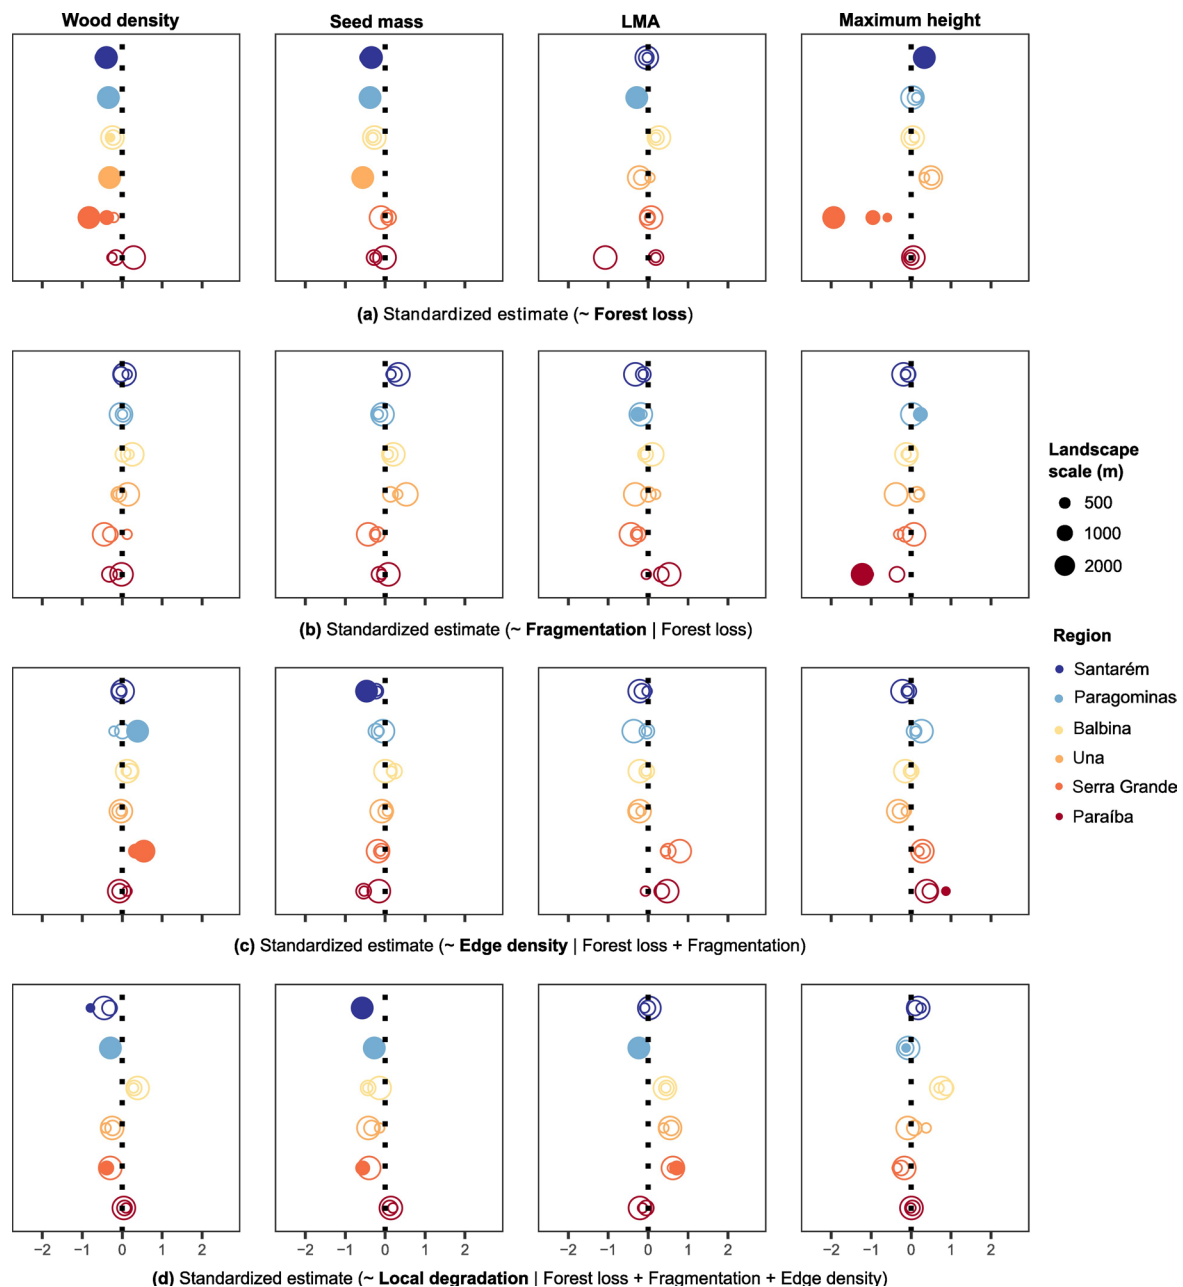 Wood density
Seed mass
LMA
Maximum height
(a) Standardized estimate (~ Forest loss)
(b) Standardized estimate (~ Fragmentation | Forest loss)
Landscape
scale (m)
500
1000
2000
Region
Santarém
Paragominas
Balbina
Una
Serra Grande
Paraíba
(c) Standardized estimate (~ Edge density | Forest loss + Fragmentation)
−2 −1 0 1 2
−2 −1 0 1 2
−2 −1 0 1 2
−2 −1 0 1 2
(d) Standardized estimate (~ Local degradation | Forest loss + Fragmentation + Edge density)